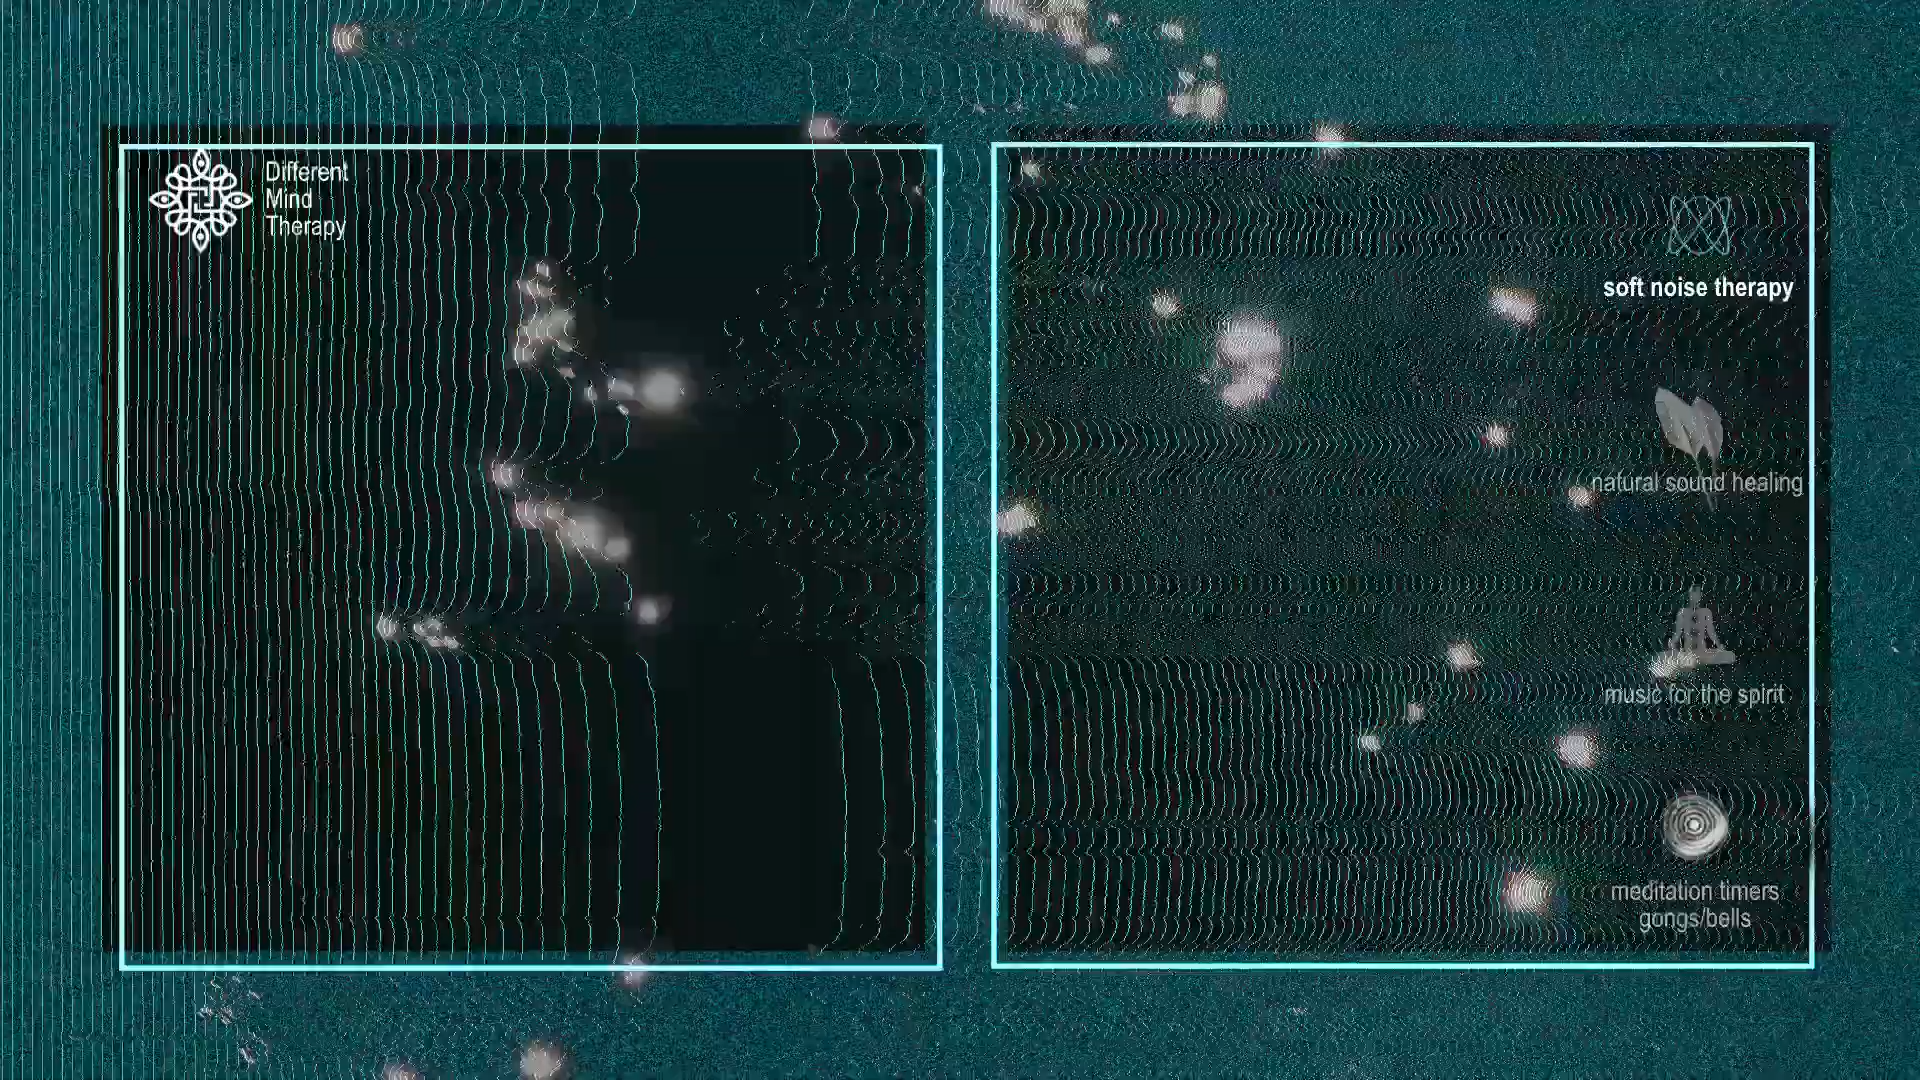 Different
Mind
Therapy
soft noise therapy
natural sound healing
music for the spirit
meditation timers
gongs/bells